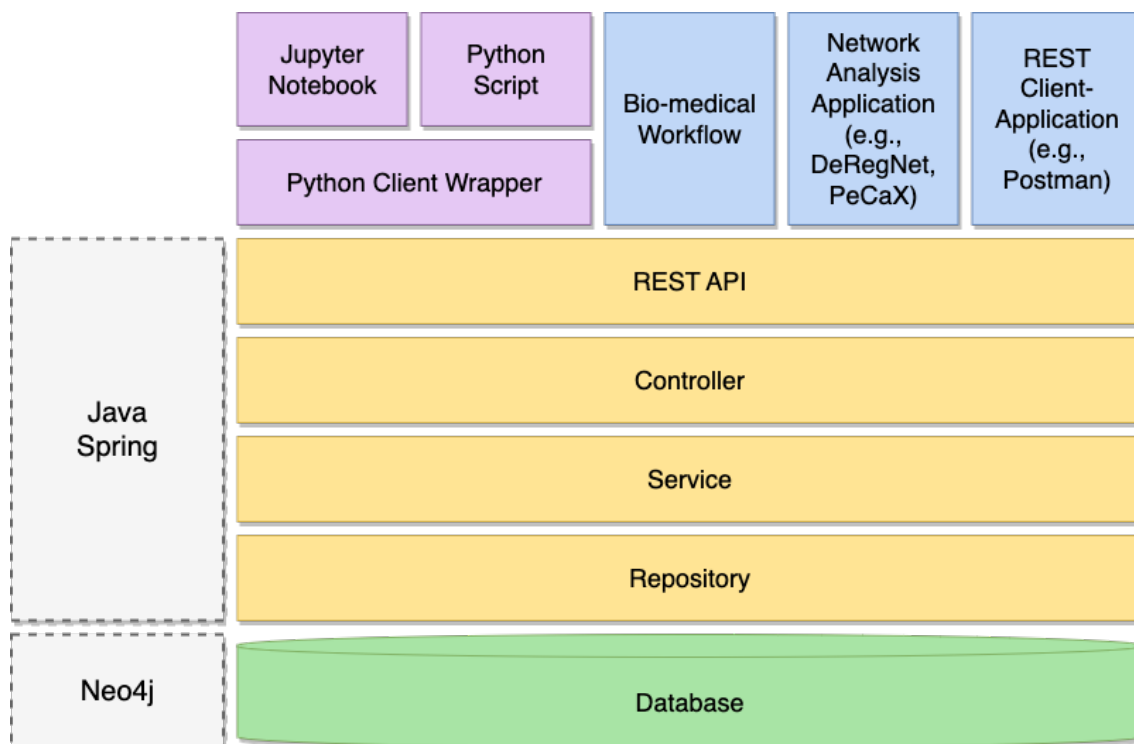 Jupyter
Notebook
Python
Script
Python Client Wrapper
Bio-medical
Workflow
Network
Analysis
Application
(e.g.,
DeRegNet,
PeCaX)
REST
Client-
Application
(e.g.,
Postman)
Java
Spring
REST API
Controller
Service
Repository
Neo4j
Database